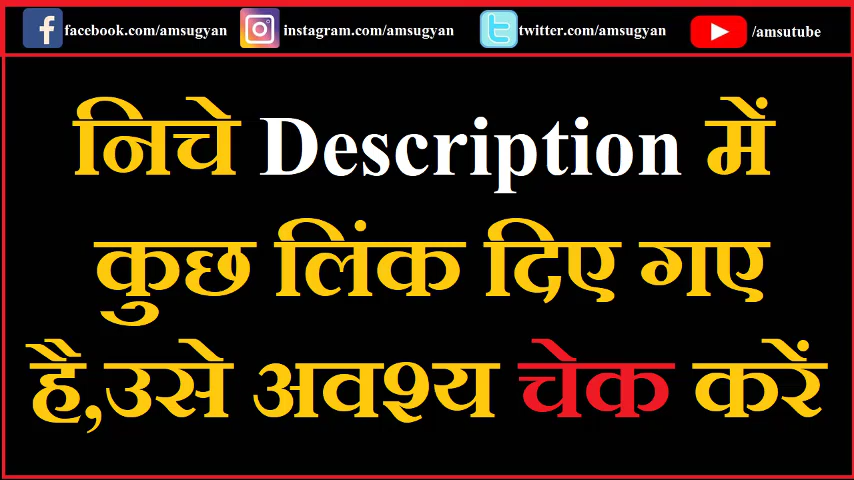 facebook.com/amsugyan instagram.com/amsugyan twitter.com/amsugyan /amsutube
निचे Description में
कुछ लिंक दिए गए
है,उसे अवश्य चेक करें